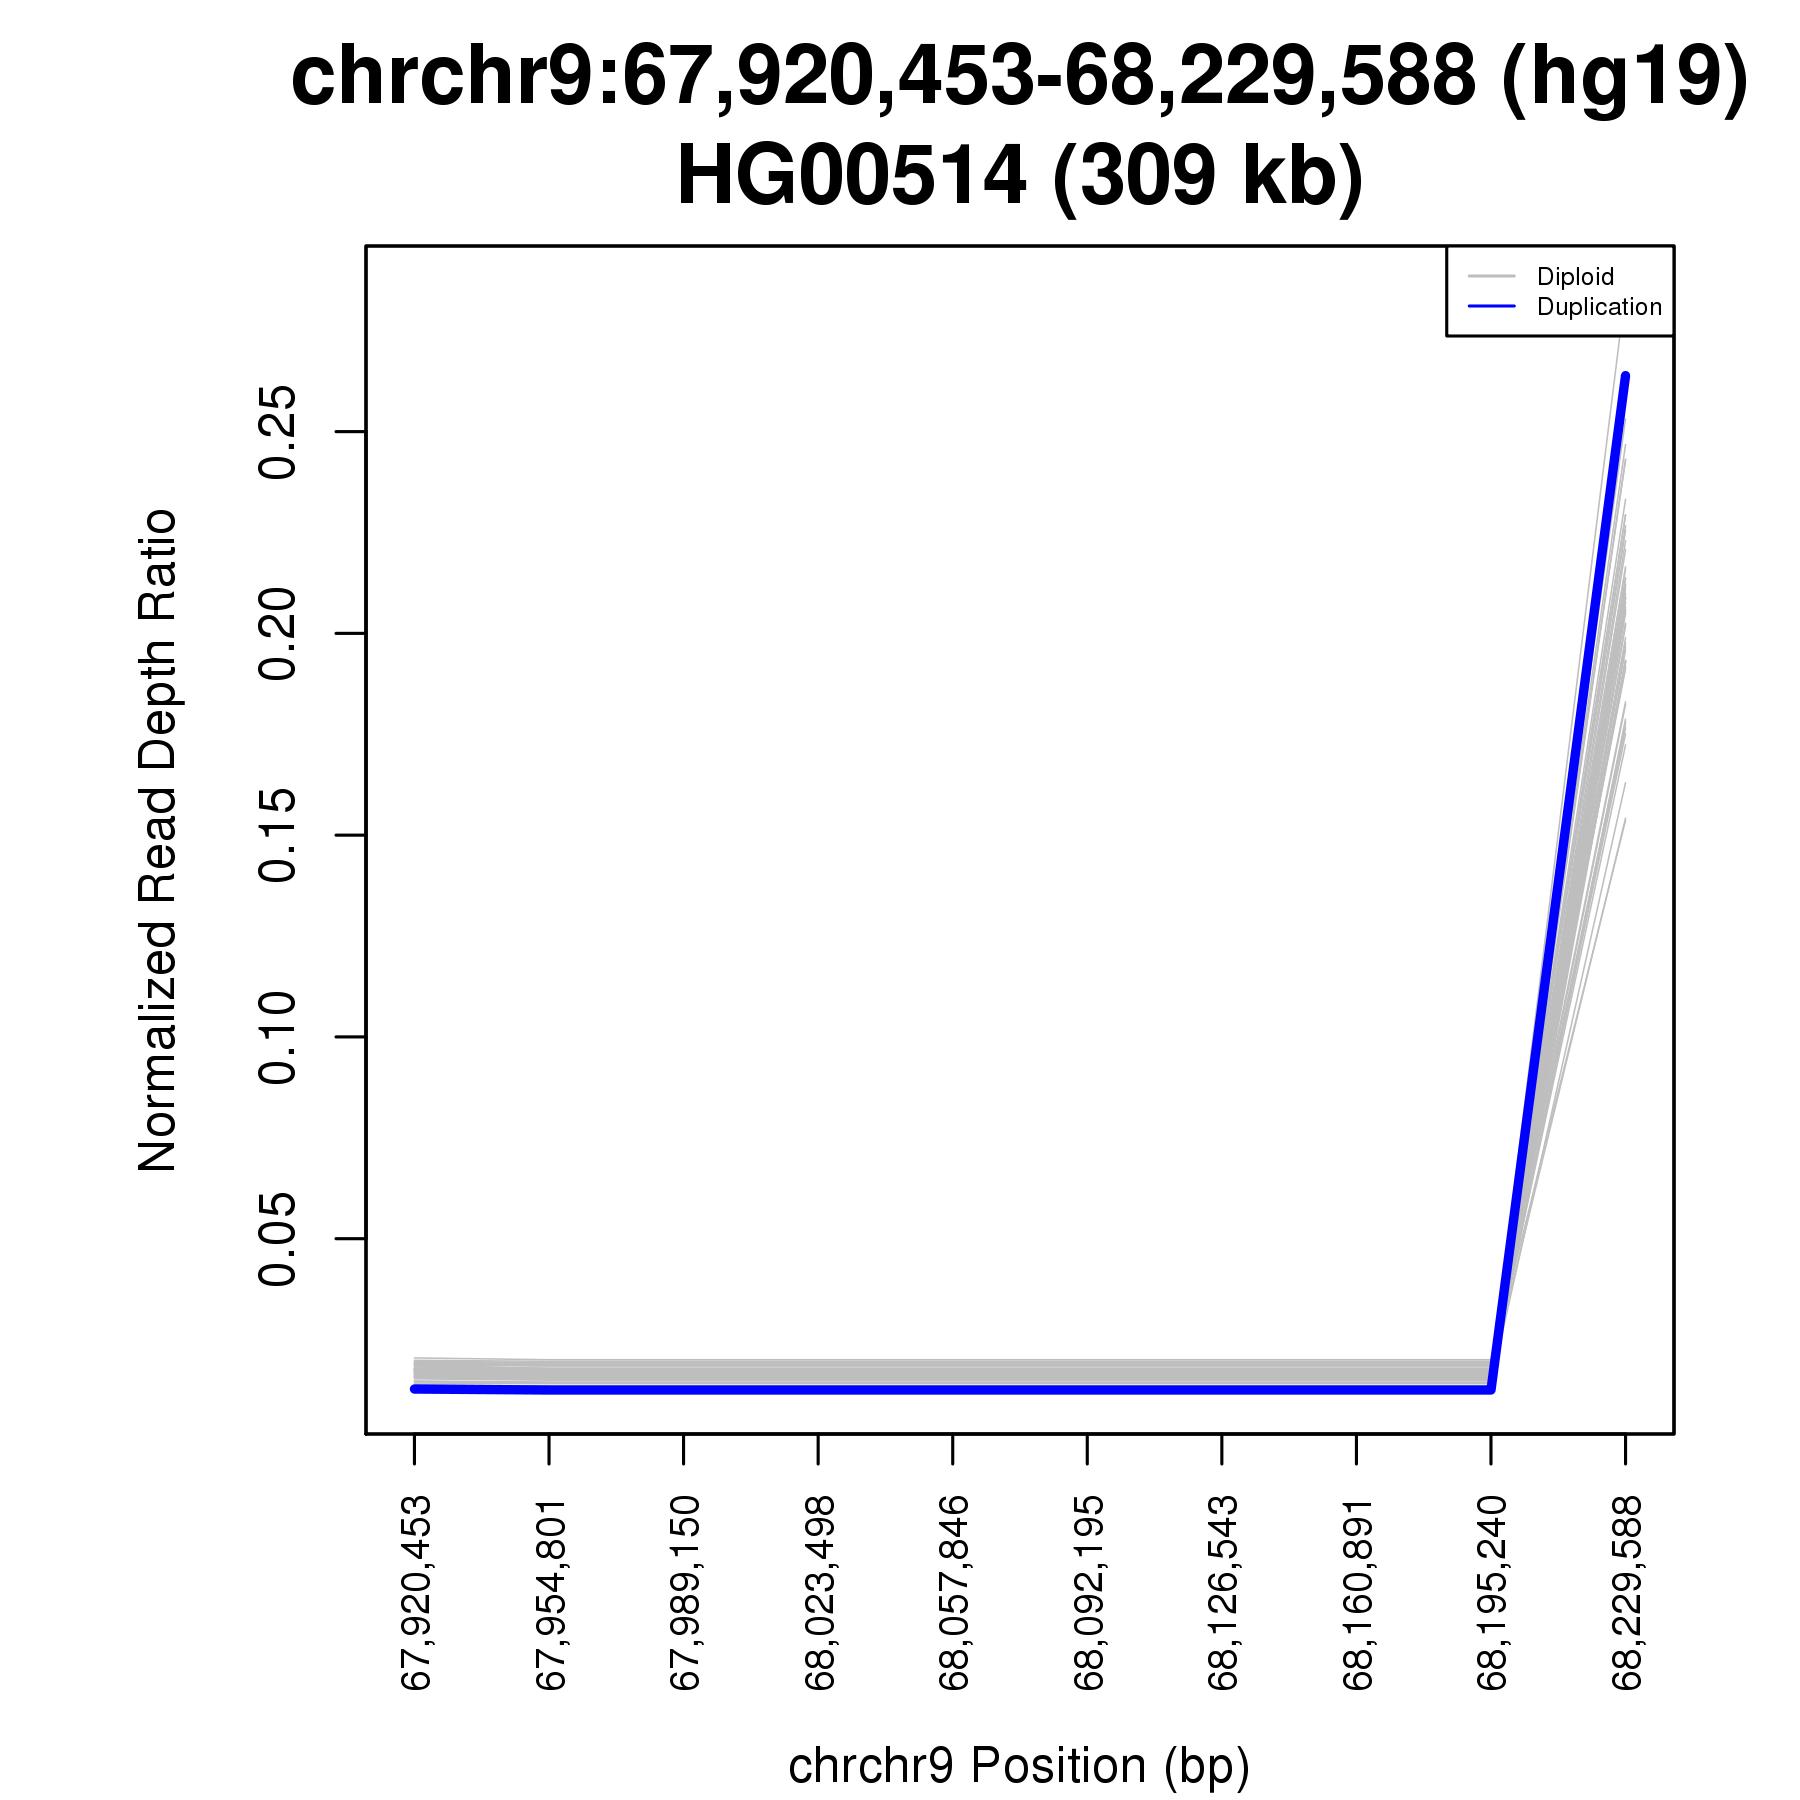 chrchr9:67,920,453-68,229,588 (hg19)
HG00514 (309 kb)
Diploid
Duplication
Normalized Read Depth Ratio
0.25
0.20
0.15
0.10
0.05
67,920,453
67,954,801
67,989,150
68,023,498
68,057,846
68,092,195
68,126,543
68,160,891
68,195,240
68,229,588
chrchr9 Position (bp)